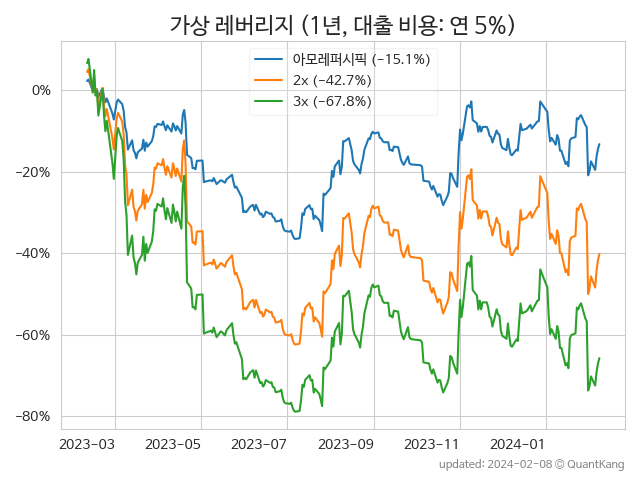 가상 레버리지 (1년, 대출 비용: 연 5%)
아모레퍼시픽 (−15.1%)
2x (−42.7%)
3x (−67.8%)
0%
−20%
−40%
−60%
−80%
2023-03 2023-05 2023-07 2023-09 2023-11 2024-01
updated: 2024-02-08 © QuantKang